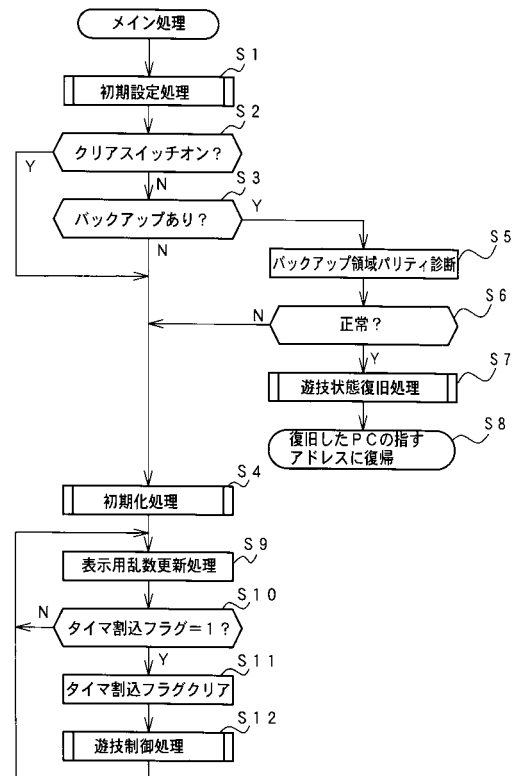 メイン処理
S1
初期設定処理
S2
クリアスイッチオン?
Y
N
S3
バックアップあり?
Y
N
S5
バックアップ領域パリティ診断
S6
正常?
N
Y
S7
遊技状態復旧処理
S8
復旧したPCの指す
アドレスに復帰
S4
初期化処理
S9
表示用乱数更新処理
S10
N
タイマ割込フラグ=1?
Y
S11
タイマ割込フラグクリア
S12
遊技制御処理